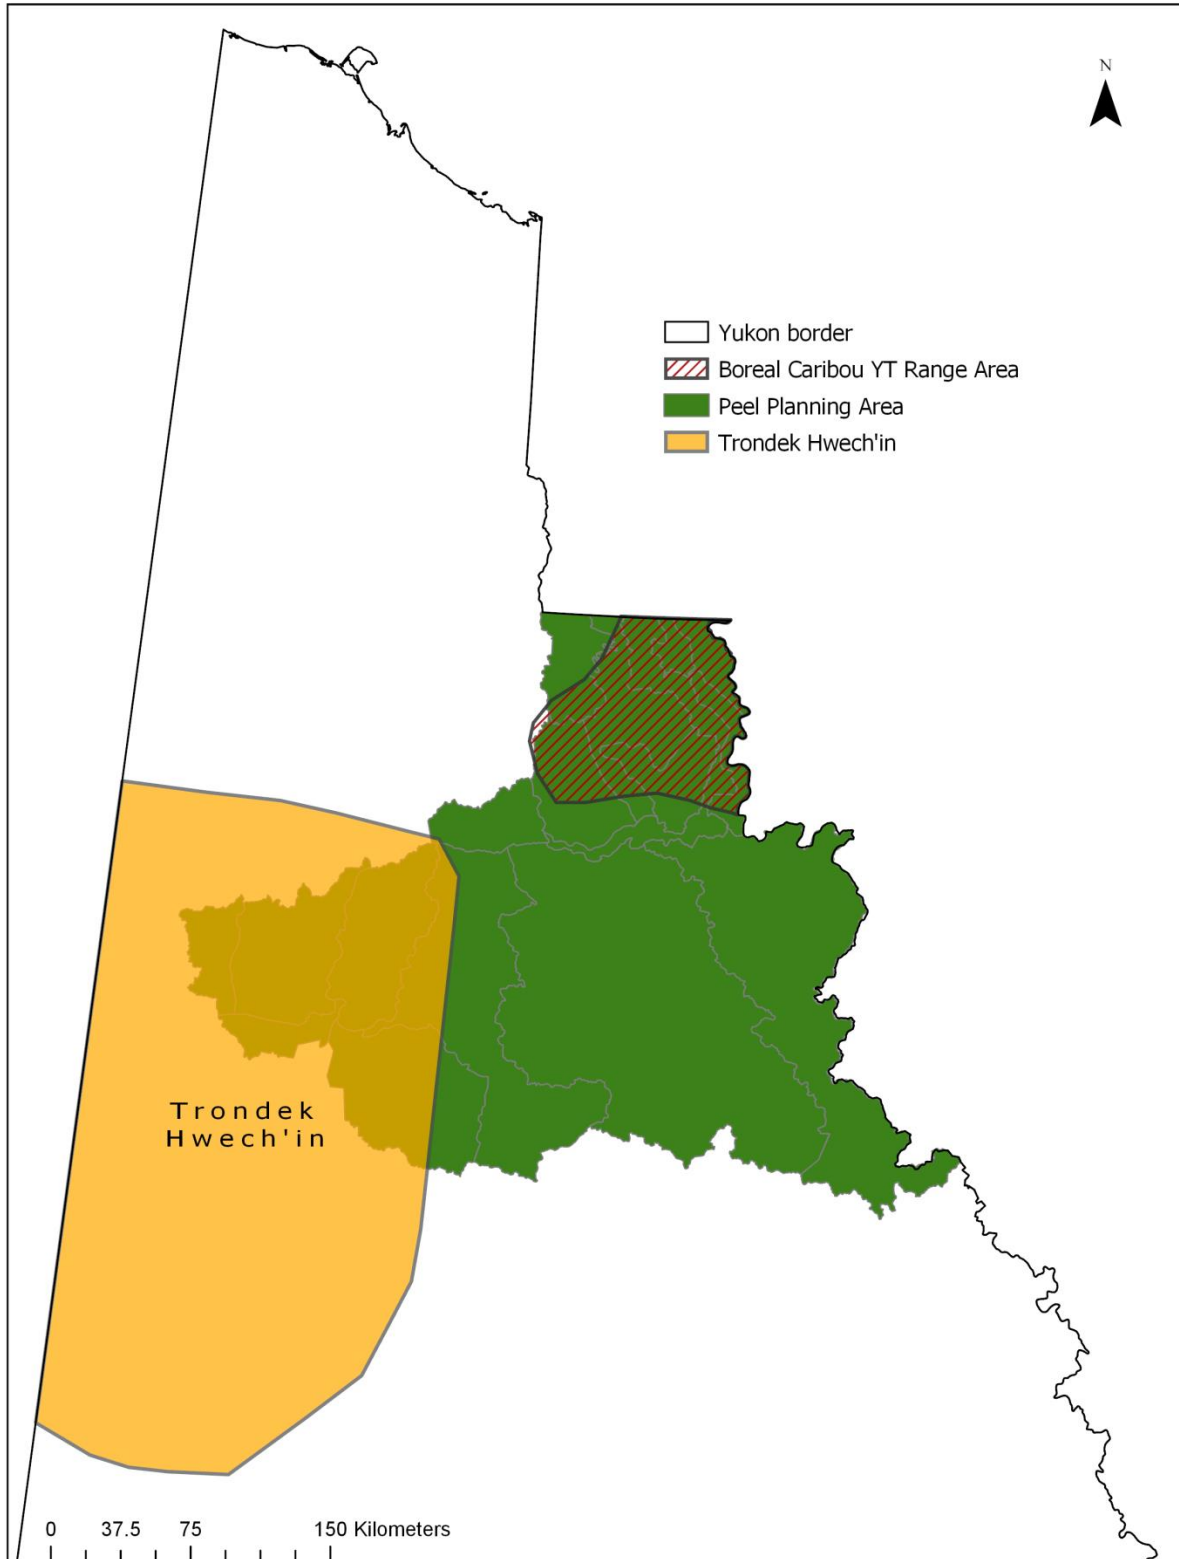 N
Yukon border
Boreal Caribou YT Range Area
Peel Planning Area
Trondek Hwech'in
Trondek
Hwech'in
0 37.5 75 150 Kilometers